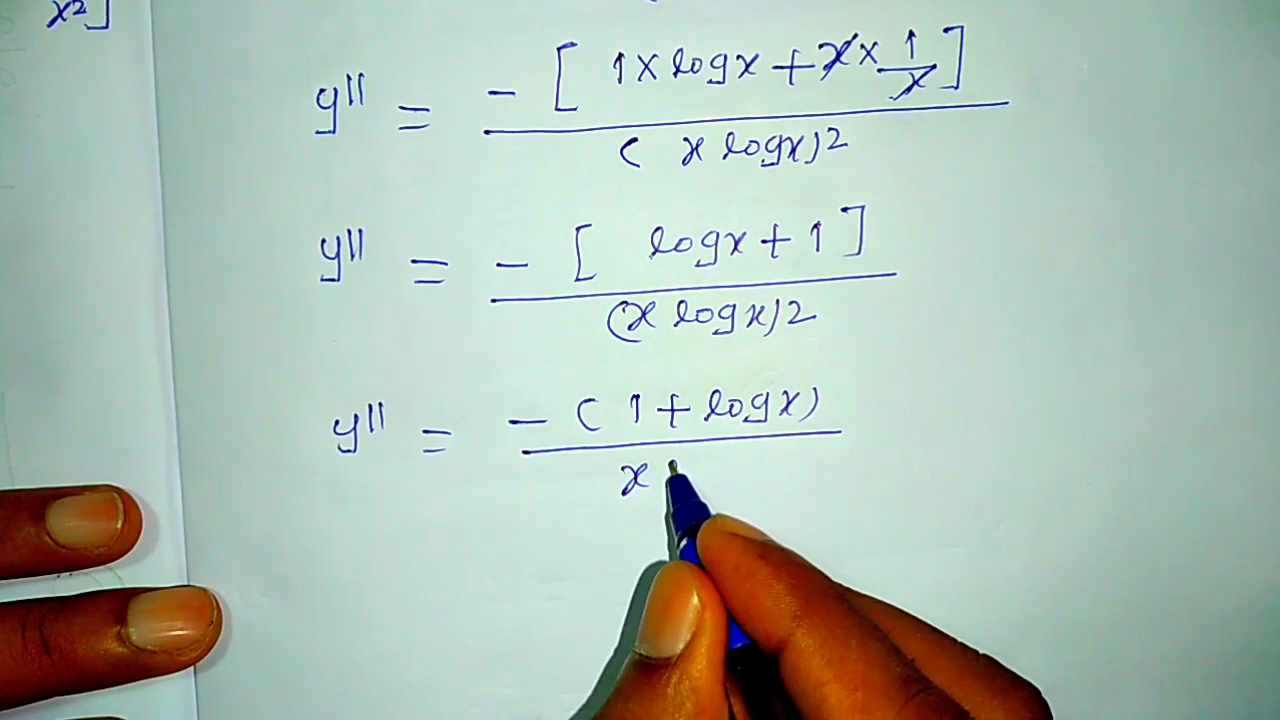 x²]
y'' = - [ 1 x log x + x x 1/x ] / ( x log x)²
y'' = - [ log x + 1 ] / (x log x)²
y'' = - ( 1 + log x) / x